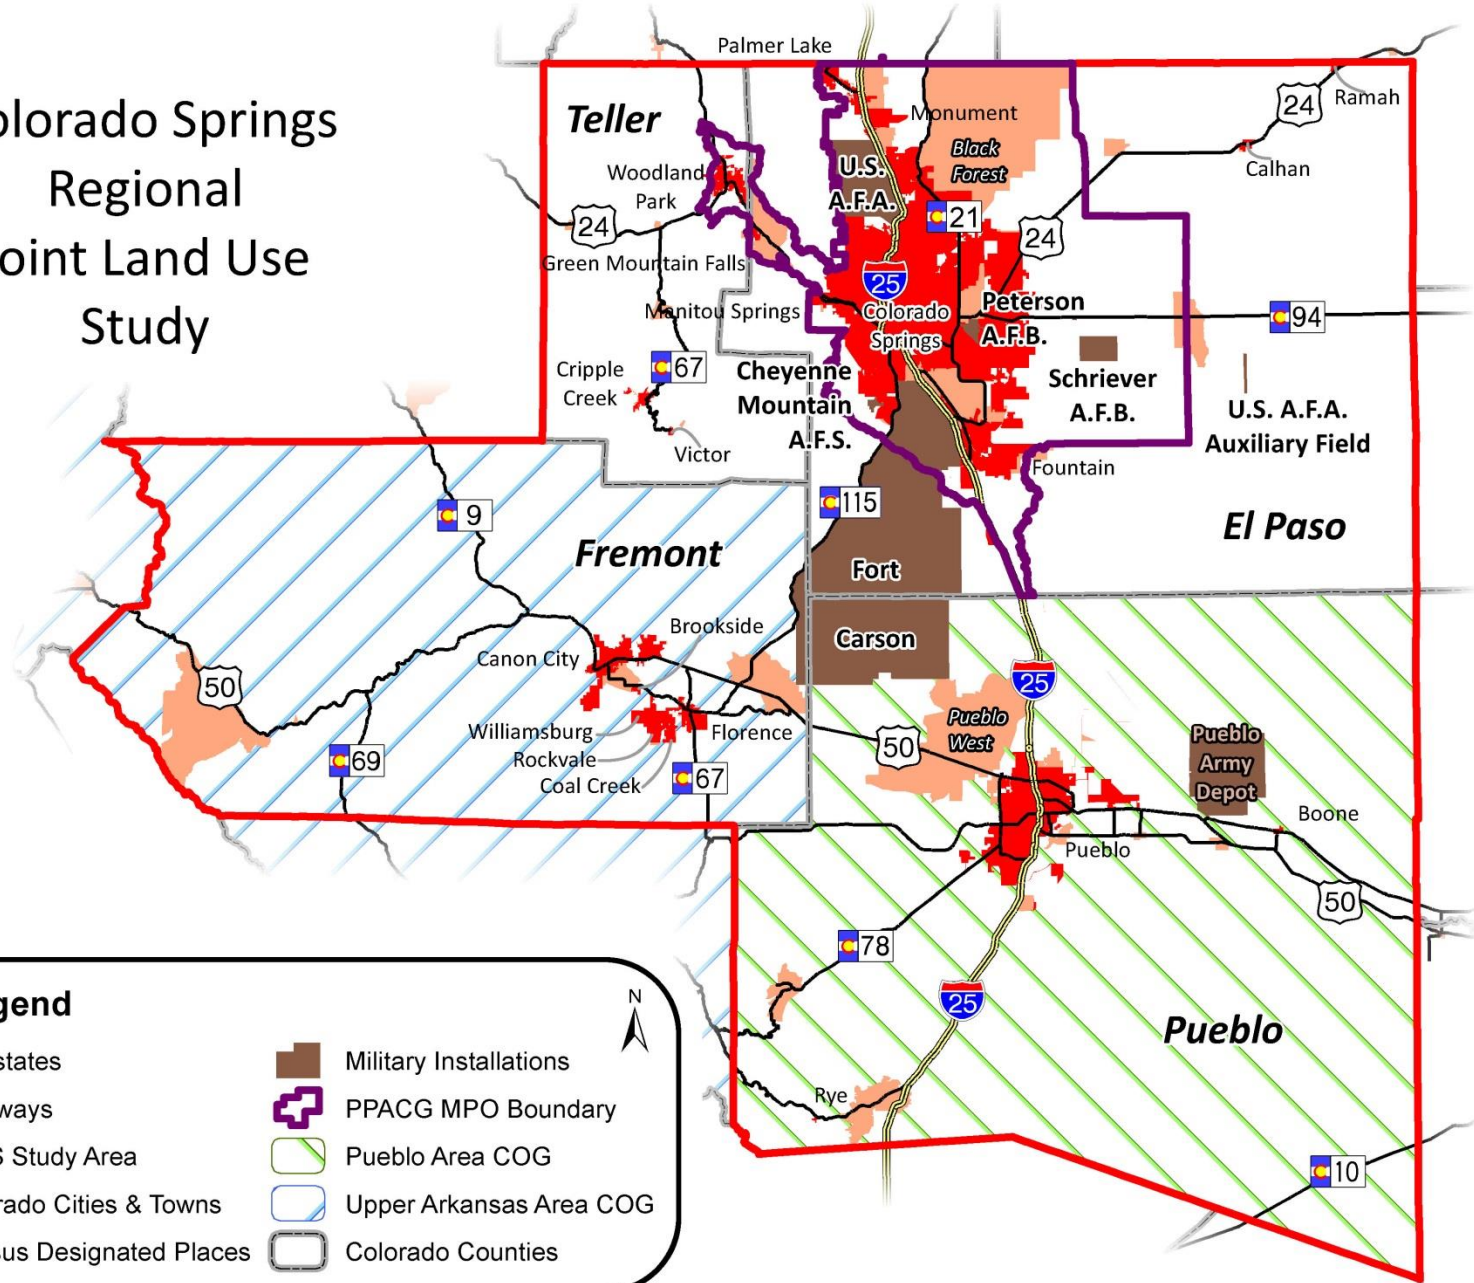 olorado Springs
Regional
oint Land Use
Study
Palmer Lake
Teller
Monument
Black
Forest
24
Ramah
Calhan
Woodland
Park
U.S.
A.F.A.
21
24
24
Green Mountain Falls
25
Manitou Springs
Colorado
Springs
Peterson
A.F.B.
94
67
Cripple
Creek
Cheyenne
Mountain
A.F.S.
Schriever
A.F.B.
U.S. A.F.A.
Auxiliary Field
Victor
Fountain
9
115
El Paso
Fremont
Fort
Carson
Brookside
Canon City
50
25
Williamsburg
Rockvale
Coal Creek
Florence
Pueblo
West
50
Pueblo
Army
Depot
69
67
Boone
Pueblo
50
78
25
Pueblo
Rye
10
gend
N
states
ways
S Study Area
rado Cities & Towns
sus Designated Places
Military Installations
PPACG MPO Boundary
Pueblo Area COG
Upper Arkansas Area COG
Colorado Counties